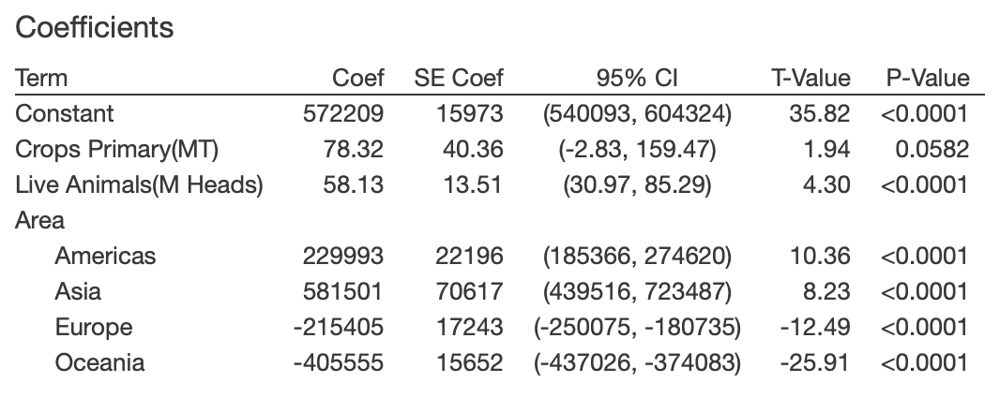 Coefficients
Term Coef SE Coef 95% CI T-Value P-Value
Constant 572209 15973 (540093, 604324) 35.82 <0.0001
Crops Primary(MT) 78.32 40.36 (-2.83, 159.47) 1.94 0.0582
Live Animals(M Heads) 58.13 13.51 (30.97, 85.29) 4.30 <0.0001
Area
Americas 229993 22196 (185366, 274620) 10.36 <0.0001
Asia 581501 70617 (439516, 723487) 8.23 <0.0001
Europe -215405 17243 (-250075, -180735) -12.49 <0.0001
Oceania -405555 15652 (-437026, -374083) -25.91 <0.0001